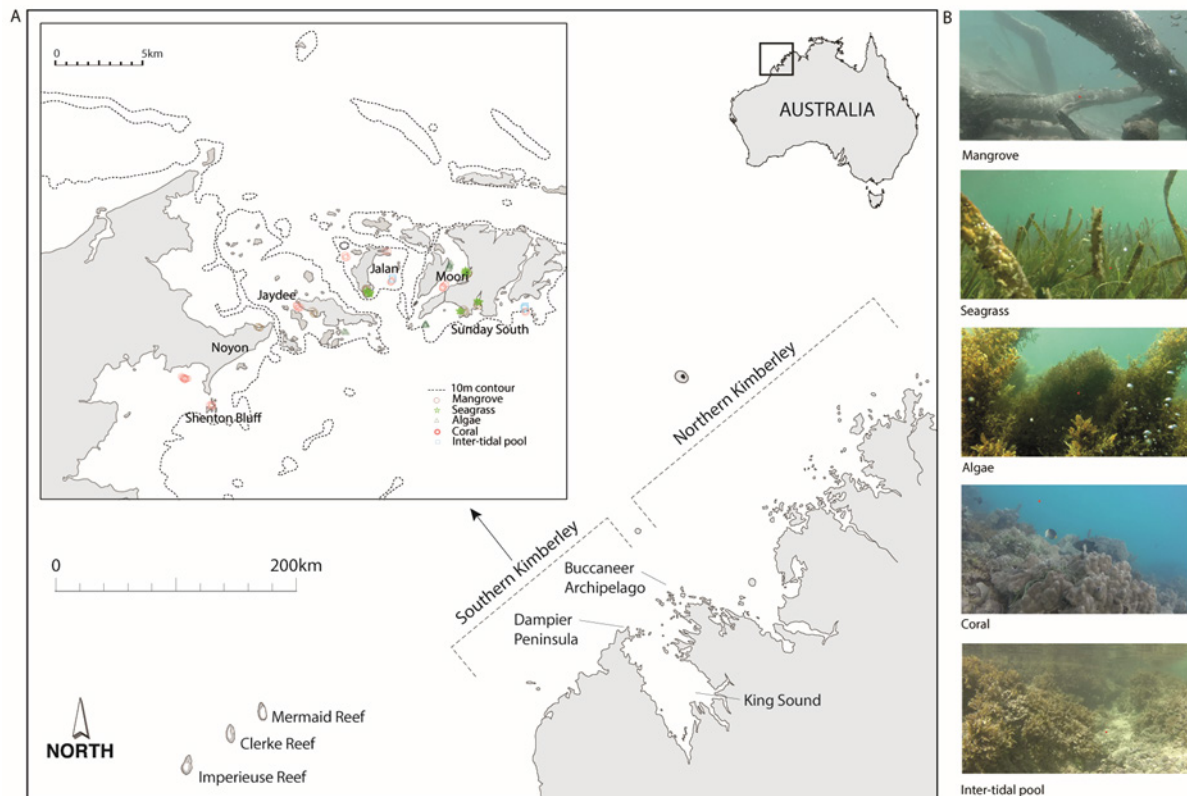 A
0
5km
Jalan
Moori
Jaydee
Sunday South
Noyon
Shenton Bluff
10m contour
Mangrove
Seagrass
Algae
Coral
Inter-tidal pool
AUSTRALIA
Northern Kimberley
Southern Kimberley
0
200km
Buccaneer
Archipelago
Dampier
Peninsula
King Sound
NORTH
Mermaid Reef
Clerke Reef
Imperieuse Reef
B
Mangrove
Seagrass
Algae
Coral
Inter-tidal pool